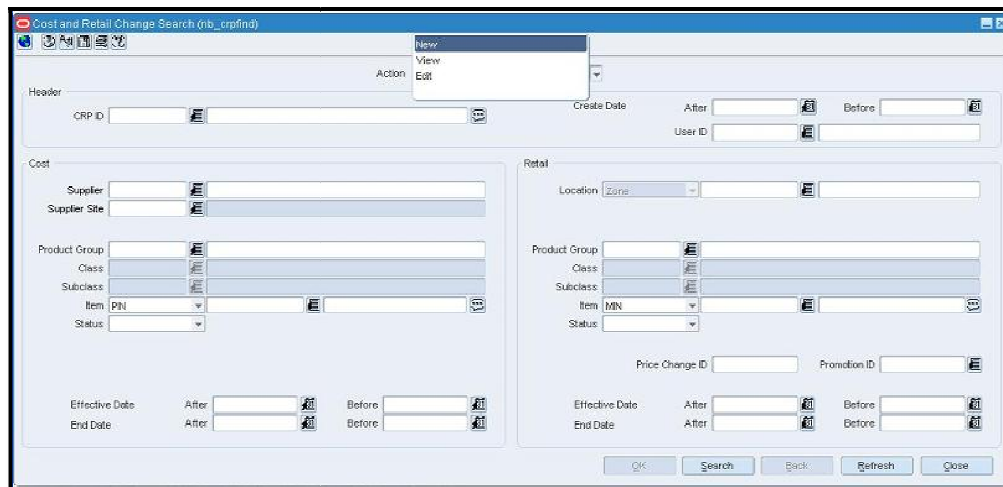 Cost and Retail Change Search (nb_crpfind)
New
View
Action Edit
Header
CRP ID
Create Date After Before
User ID
Cost
Supplier
Supplier Site
Product Group
Class
Subclass
Item PIN
Status
Effective Date After Before
End Date After Before
Retail
Location Zone
Product Group
Class
Subclass
Item MIN
Status
Price Change ID Promotion ID
Effective Date After Before
End Date After Before
OK Search Back Refresh Close